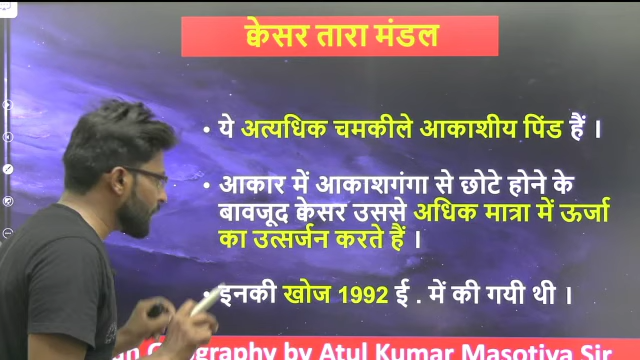 क्वेसर तारा मंडल
• ये अत्यधिक चमकीले आकाशीय पिंड हैं ।
• आकार में आकाशगंगा से छोटे होने के
बावजूद क्वेसर उससे अधिक मात्रा में ऊर्जा
का उत्सर्जन करते हैं ।
• इनकी खोज 1992 ई . में की गयी थी ।
Geography by Atul Kumar Masotiya Sir